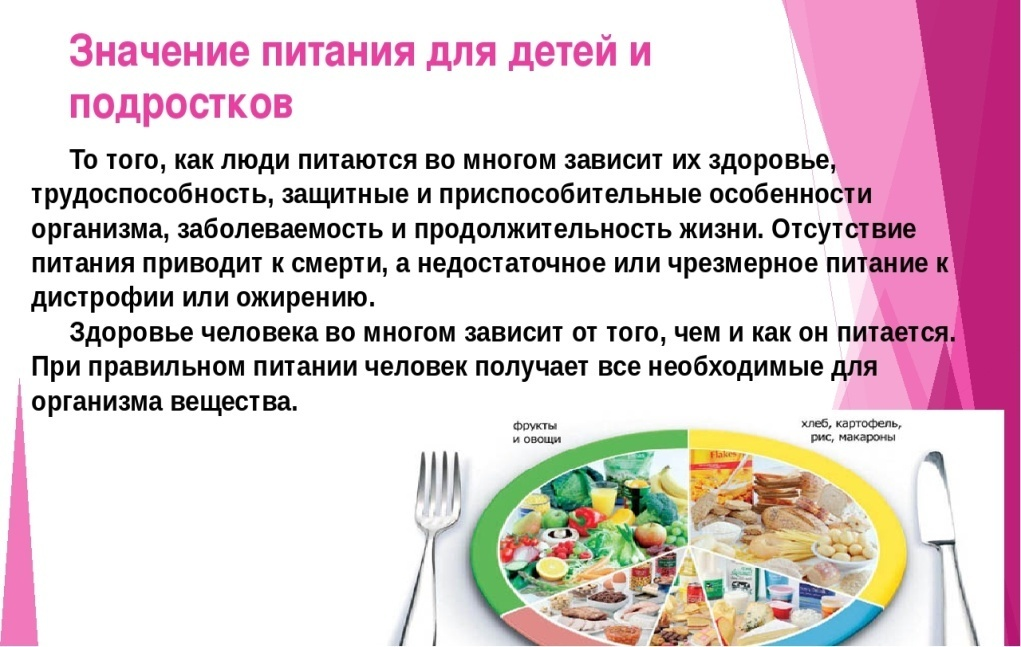 Значение питания для детей и
подростков
То того, как люди питаются во многом зависит их здоровье,
трудоспособность, защитные и приспособительные особенности
организма, заболеваемость и продолжительность жизни. Отсутствие
питания приводит к смерти, а недостаточное или чрезмерное питание к
дистрофии или ожирению.
Здоровье человека во многом зависит от того, чем и как он питается.
При правильном питании человек получает все необходимые для
организма вещества.
фрукты
и овощи
хлеб, картофель,
рис, макароны
Flakes